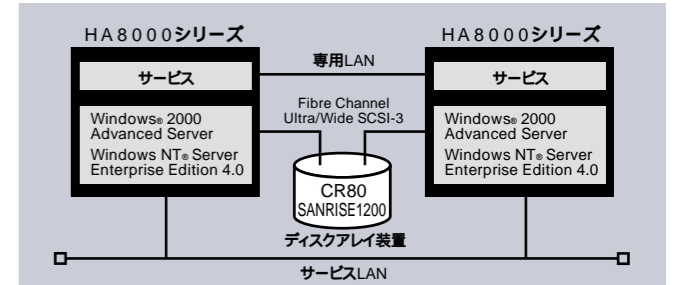 HA8000シリーズ
サービス
Windows® 2000
Advanced Server
Windows NT® Server
Enterprise Edition 4.0
専用LAN
Fibre Channel
Ultra/Wide SCSI-3
CR80
SANRISE1200
ディスクアレイ装置
HA8000シリーズ
サービス
Windows® 2000
Advanced Server
Windows NT® Server
Enterprise Edition 4.0
サービスLAN